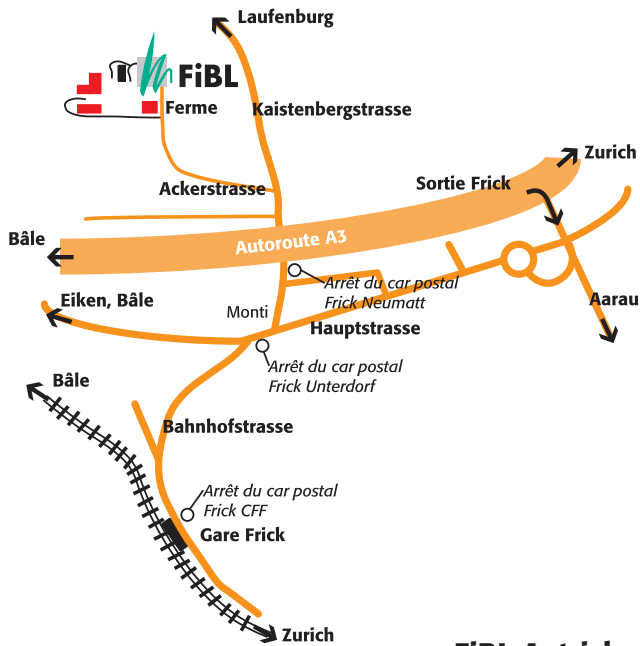 Laufenburg
FiBL
Ferme
Kaistenbergstrasse
Zurich
Sortie Frick
Ackerstrasse
Bâle
Autoroute A3
Arrêt du car postal
Frick Neumatt
Eiken, Bâle
Aarau
Monti
Hauptstrasse
Arrêt du car postal
Frick Unterdorf
Bâle
Bahnhofstrasse
Arrêt du car postal
Frick CFF
Gare Frick
Zurich